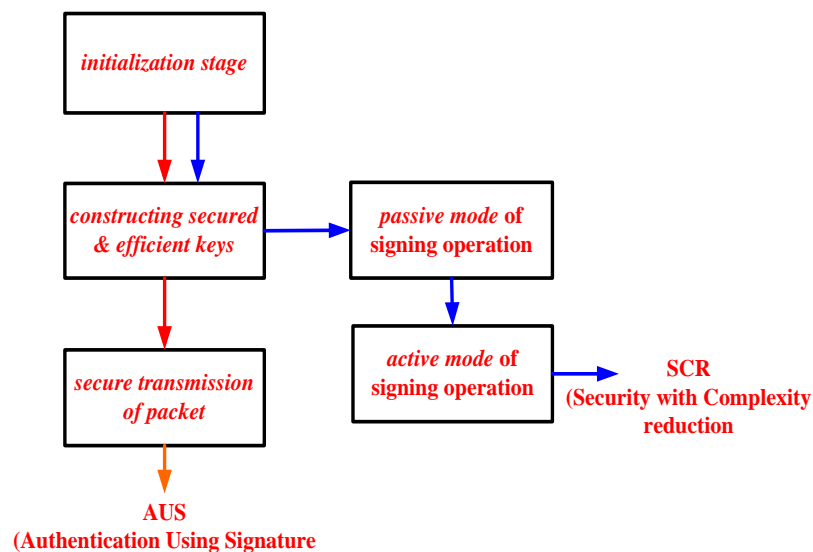 initialization stage
constructing secured
& efficient keys
passive mode of
signing operation
secure transmission
of packet
active mode of
signing operation
SCR
(Security with Complexity
reduction
AUS
(Authentication Using Signature